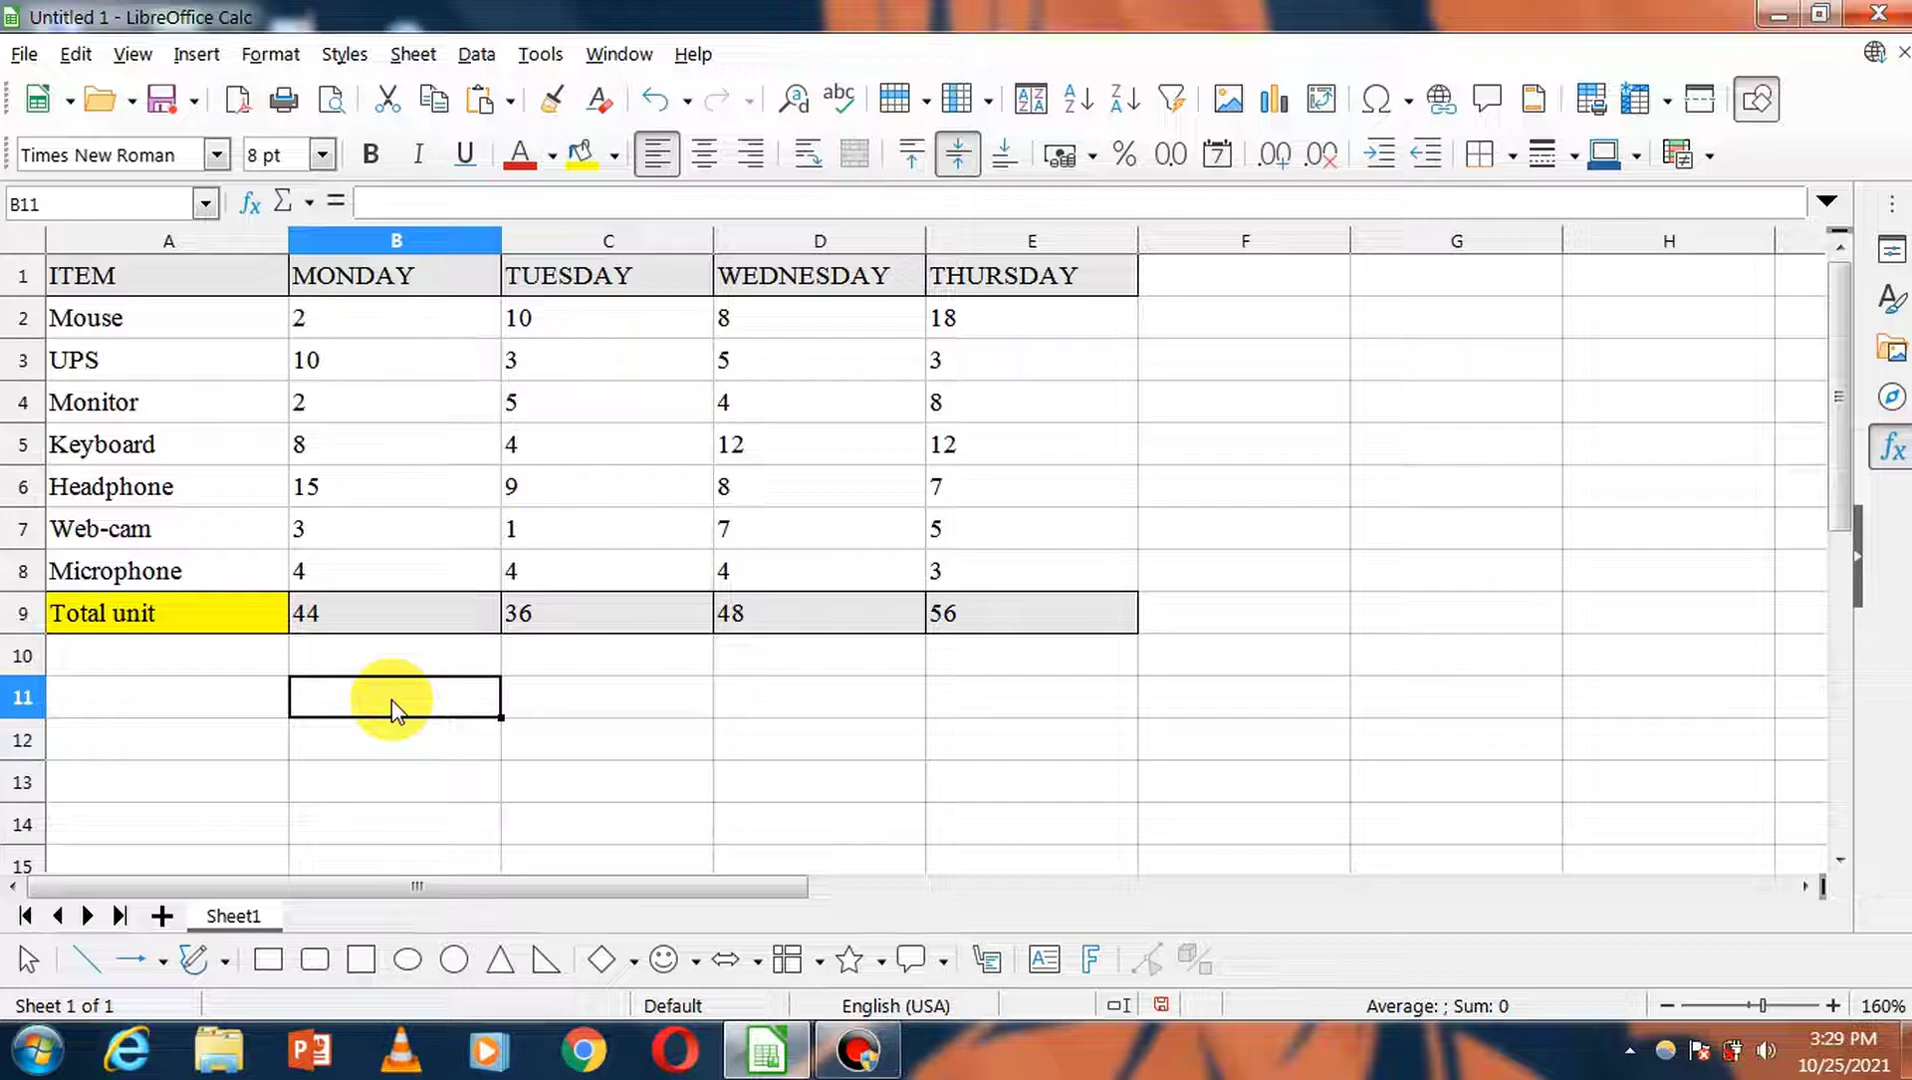 Untitled 1 - LibreOffice Calc
File Edit View Insert Format Styles Sheet Data Tools Window Help
Times New Roman 8 pt
B11
A B C D E F G H
1 ITEM MONDAY TUESDAY WEDNESDAY THURSDAY
2 Mouse 2 10 8 18
3 UPS 10 3 5 3
4 Monitor 2 5 4 8
5 Keyboard 8 4 12 12
6 Headphone 15 9 8 7
7 Web-cam 3 1 7 5
8 Microphone 4 4 4 3
9 Total unit 44 36 48 56
10
11
12
13
14
15
Sheet1
Sheet 1 of 1 Default English (USA) Average: ; Sum: 0 160%
3:29 PM
10/25/2021